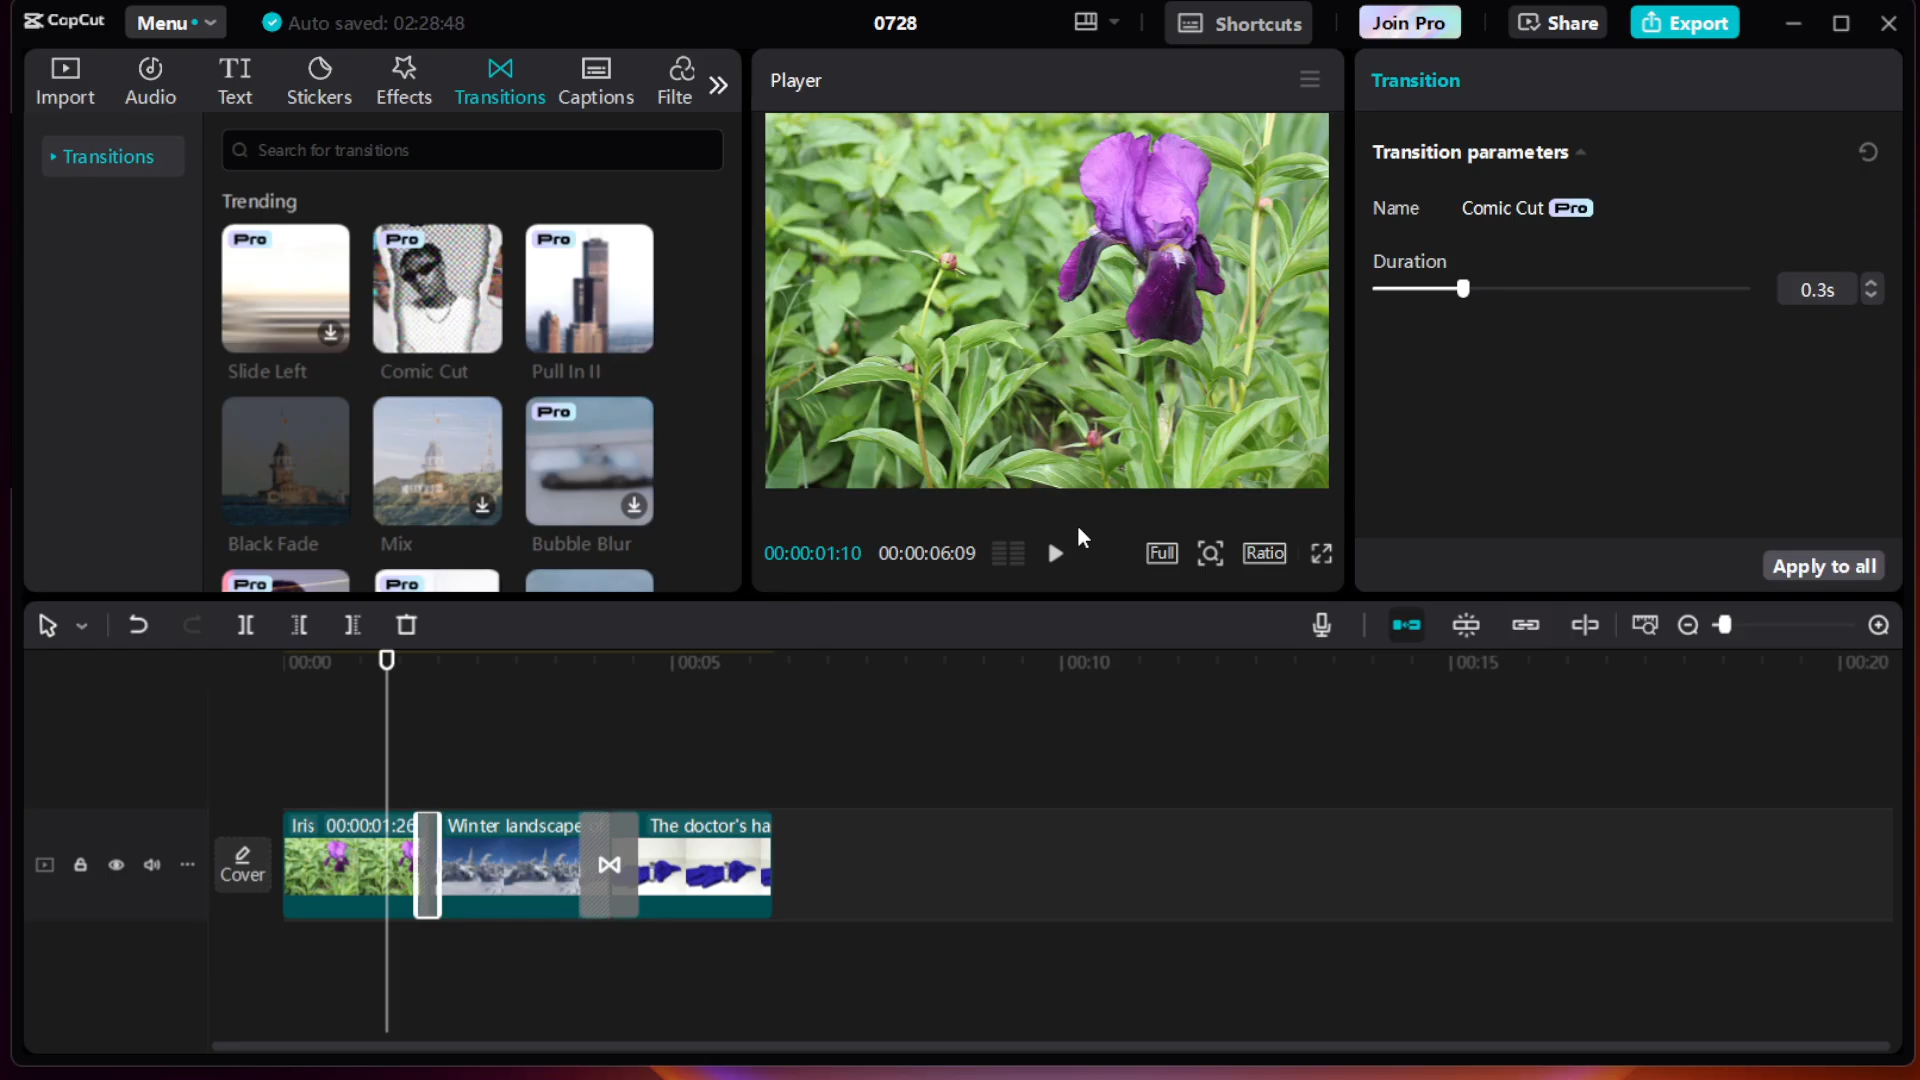 CapCut
Menu
Auto saved: 02:28:48
0728
Shortcuts
Join Pro
Share
Export
Import
Audio
TI
Text
Stickers
Effects
Transitions
Captions
Filte
Transitions
Search for transitions
Trending
Pro
Slide Left
Pro
Comic Cut
Pro
Pull In II
Black Fade
Mix
Pro
Bubble Blur
Pro
Pro
Player
00:00:01:10
00:00:06:09
Full
Ratio
Transition
Transition parameters
Name
Comic Cut Pro
Duration
0.3s
Apply to all
00:00
00:05
00:10
00:15
00:20
Cover
Iris 00:00:01:26
Winter landscape
The doctor's ha